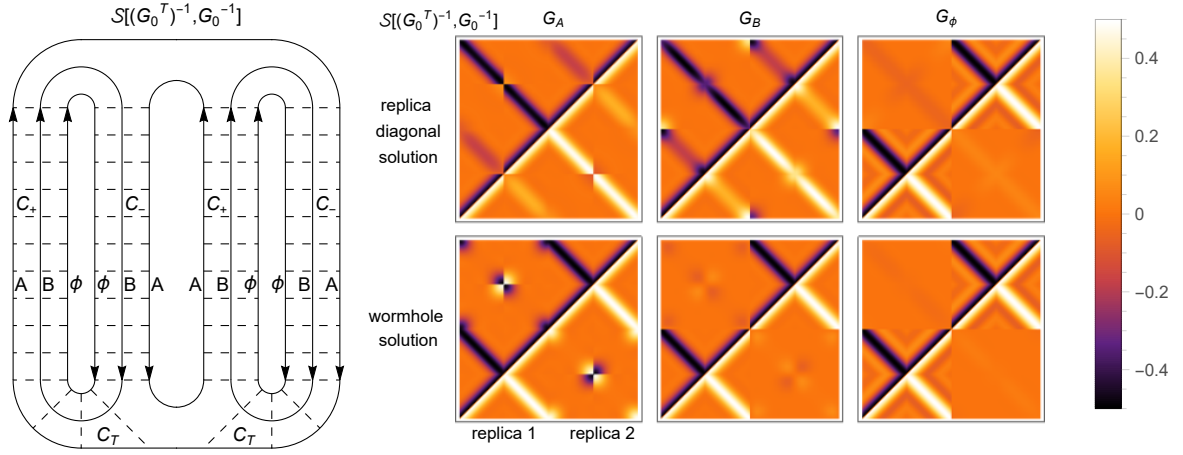 𝒮[(G₀ᵀ)⁻¹,G₀⁻¹]
C₊ C₋ C₊ C₋
A B ϕ ϕ B A A B ϕ ϕ B A
C_T C_T
𝒮[(G₀ᵀ)⁻¹,G₀⁻¹] G_A G_B G_ϕ
replica
diagonal
solution
wormhole
solution
replica 1 replica 2
0.4
0.2
0
−0.2
−0.4